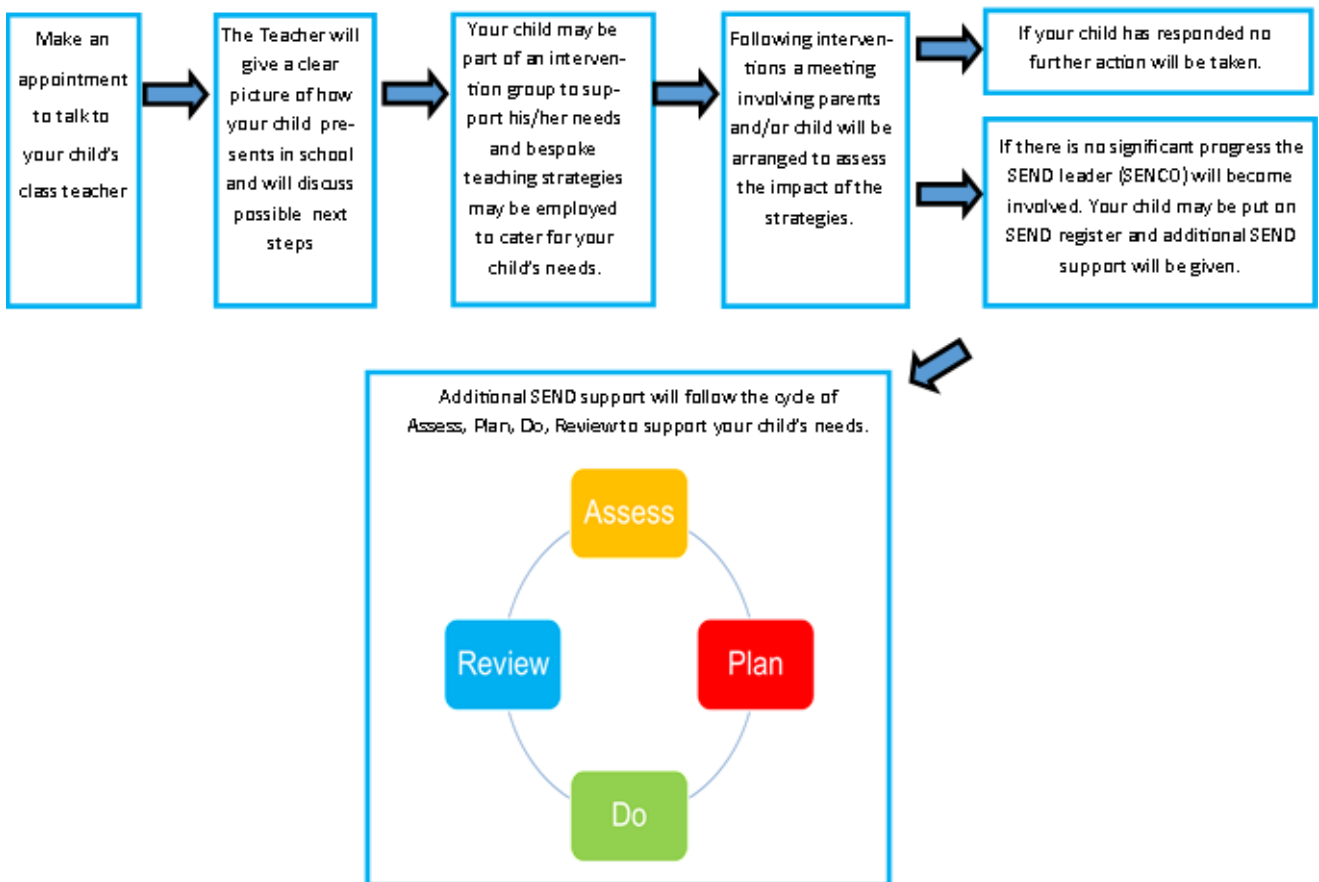 Make an
appointment
to talk to
your child's
class teacher
The Teacher will
give a clear
picture of how
your child pre-
sents in school
and will discuss
possible next
steps
Your child may be
part of an interven-
tion group to sup-
port his/her needs
and bespoke
teaching strategies
may be employed
to cater for your
child's needs.
Following interven-
tions a meeting
involving parents
and/or child will be
arranged to assess
the impact of the
strategies.
If your child has responded no
further action will be taken.
If there is no significant progress the
SEND leader (SENCO) will become
involved. Your child may be put on
SEND register and additional SEND
support will be given.
Additional SEND support will follow the cycle of
Assess, Plan, Do, Review to support your child's needs.
Assess
Review
Plan
Do